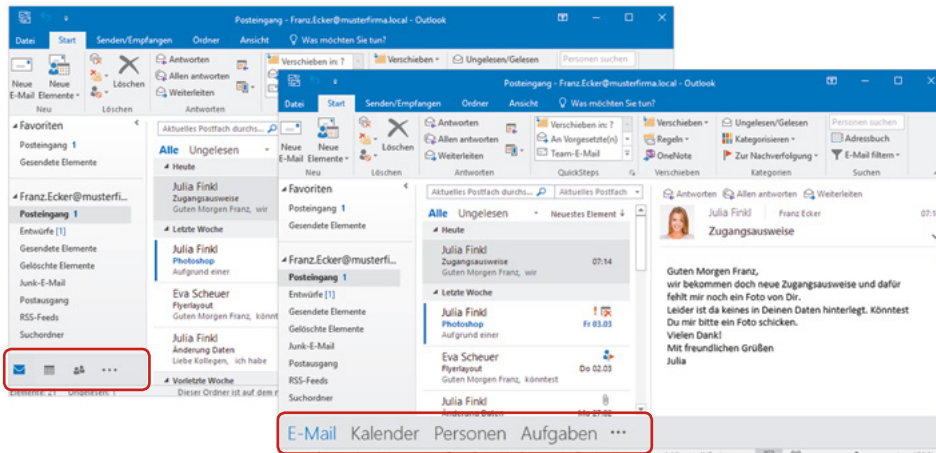 Posteingang - Franz.Ecker@musterfirma.local - Outlook
Datei Start Senden/Empfangen Ordner Ansicht Was möchten Sie tun?
Neue E-Mail
Neue Elemente
Löschen
Antworten
Allen antworten
Weiterleiten
Verschieben in: ?
Verschieben
Ungelesen/Gelesen
Personen suchen
Neu Löschen Antworten
Favoriten
Posteingang 1
Gesendete Elemente
Franz.Ecker@musterfi...
Posteingang 1
Entwürfe [1]
Gesendete Elemente
Gelöschte Elemente
Junk-E-Mail
Postausgang
RSS-Feeds
Suchordner
Aktuelles Postfach durchs...
Alle Ungelesen
Heute
Julia Finkl
Zugangsausweise
Guten Morgen Franz, wir
Letzte Woche
Julia Finkl
Photoshop
Aufgrund einer
Eva Scheuer
Flyerlayout
Guten Morgen Franz, könnt
Julia Finkl
Änderung Daten
Liebe Kollegen, ich habe
Vorletzte Woche
Dieser Ordner ist auf dem
Elemente: 21 Ungelesen: 1
Posteingang - Franz.Ecker@musterfirma.local - Outlook
Datei Start Senden/Empfangen Ordner Ansicht Was möchten Sie tun?
Neue E-Mail
Neue Elemente
Löschen
Antworten
Allen antworten
Weiterleiten
Verschieben in: ?
An Vorgesetzte(n)
Team-E-Mail
Verschieben
Regeln
OneNote
Ungelesen/Gelesen
Kategorisieren
Zur Nachverfolgung
Personen suchen
Adressbuch
E-Mail filtern
Neu Löschen Antworten QuickSteps Verschieben Kategorien Suchen
Favoriten
Posteingang 1
Gesendete Elemente
Franz.Ecker@musterfi...
Posteingang 1
Entwürfe [1]
Gesendete Elemente
Gelöschte Elemente
Junk-E-Mail
Postausgang
RSS-Feeds
Suchordner
Aktuelles Postfach durchs... Aktuelles Postfach
Alle Ungelesen Neuestes Element
Heute
Julia Finkl
Zugangsausweise 07:14
Guten Morgen Franz, wir
Letzte Woche
Julia Finkl
Photoshop Fr 03.03
Aufgrund einer
Eva Scheuer
Flyerlayout Do 02.03
Guten Morgen Franz, könntest
Julia Finkl
Änderung Daten Mo 27.02
Antworten Allen antworten Weiterleiten
Julia Finkl Franz Ecker
Zugangsausweise
Guten Morgen Franz,
wir bekommen doch neue Zugangsausweise und dafür
fehlt mir noch ein Foto von Dir.
Leider ist da keines in Deinen Daten hinterlegt. Könntest
Du mir bitte ein Foto schicken.
Vielen Dank!
Mit freundlichen Grüßen
Julia
E-Mail Kalender Personen Aufgaben ...